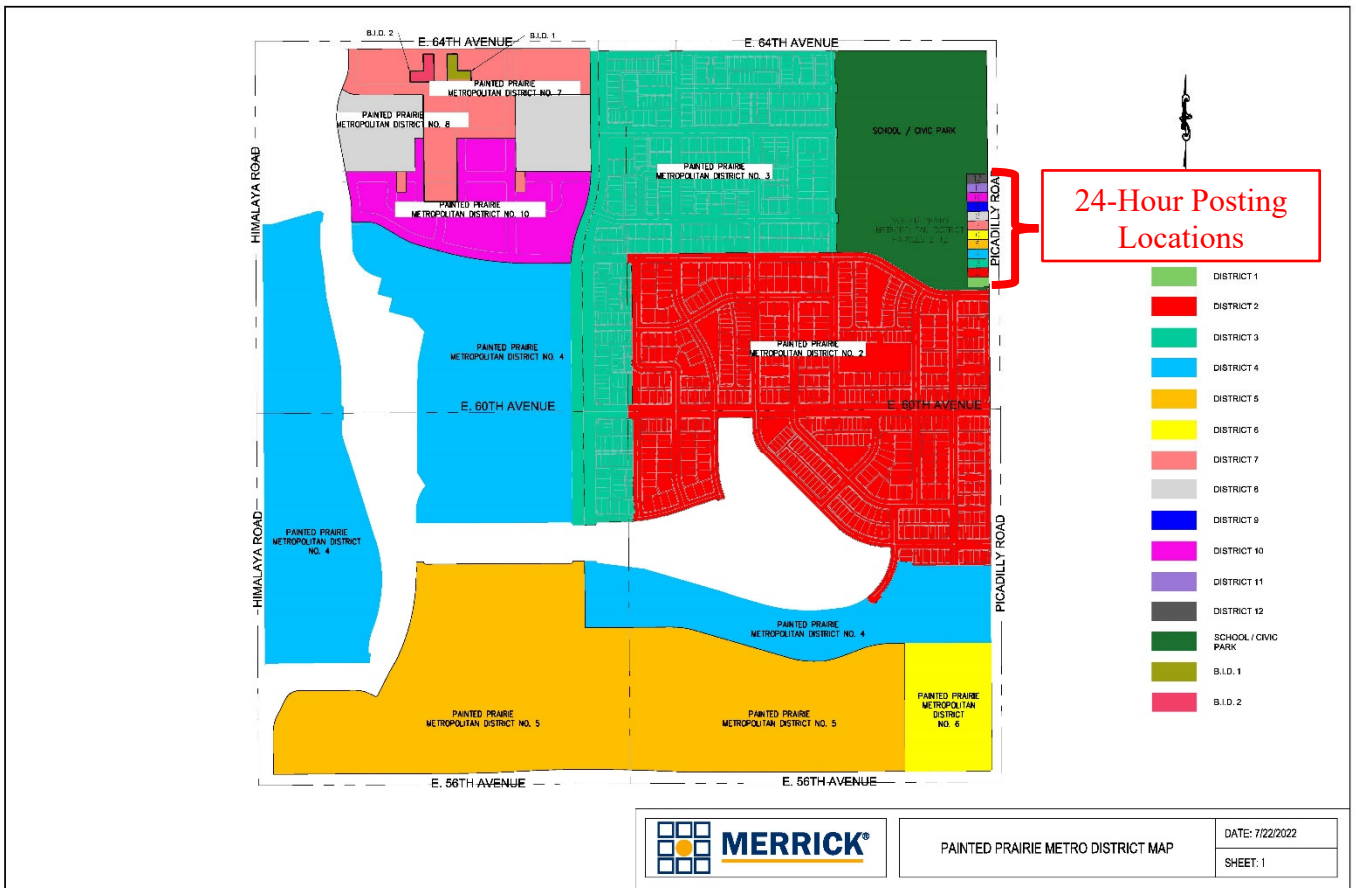 B.I.D. 2
B.I.D. 1
E. 64TH AVENUE
E. 64TH AVENUE
PAINTED PRAIRIE
METROPOLITAN DISTRICT NO. 7
PAINTED PRAIRIE
METROPOLITAN DISTRICT NO. 8
SCHOOL / CIVIC PARK
PAINTED PRAIRIE
METROPOLITAN DISTRICT NO. 3
HIMALAYA ROAD
PICADILLY ROAD
24-Hour Posting
Locations
PAINTED PRAIRIE
METROPOLITAN DISTRICT NO. 10
METROPOLITAN DISTRICT
DISTRICT 1
DISTRICT 2
DISTRICT 3
DISTRICT 4
DISTRICT 5
DISTRICT 6
DISTRICT 7
DISTRICT 8
DISTRICT 9
DISTRICT 10
DISTRICT 11
DISTRICT 12
SCHOOL / CIVIC
PARK
B.I.D. 1
B.I.D. 2
PAINTED PRAIRIE
METROPOLITAN DISTRICT NO. 4
PAINTED PRAIRIE
METROPOLITAN DISTRICT NO. 2
E. 60TH AVENUE
E. 60TH AVENUE
HIMALAYA ROAD
PAINTED PRAIRIE
METROPOLITAN DISTRICT
NO. 4
PICADILLY ROAD
PAINTED PRAIRIE
METROPOLITAN DISTRICT NO. 4
PAINTED PRAIRIE
METROPOLITAN DISTRICT NO. 5
PAINTED PRAIRIE
METROPOLITAN DISTRICT NO. 5
PAINTED PRAIRIE
METROPOLITAN
DISTRICT
NO. 6
E. 56TH AVENUE
E. 56TH AVENUE
MERRICK®
PAINTED PRAIRIE METRO DISTRICT MAP
DATE: 7/22/2022
SHEET: 1